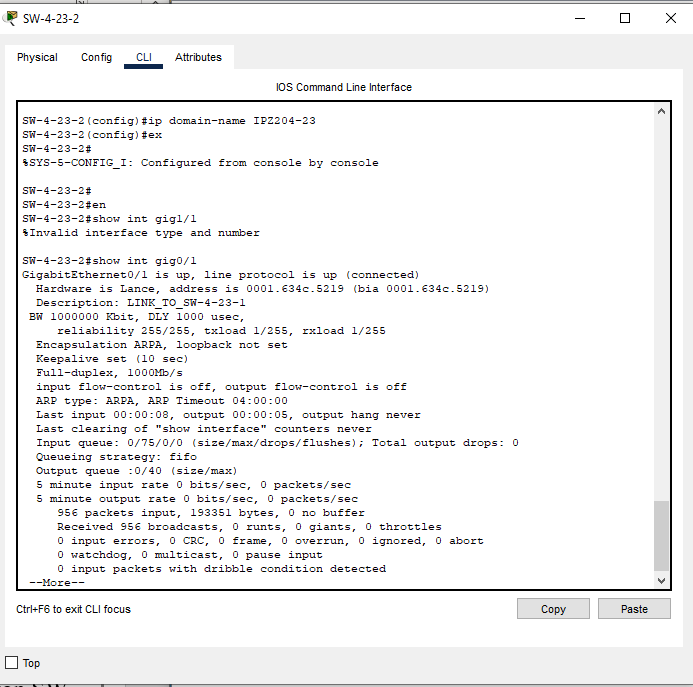 SW-4-23-2
Physical Config CLI Attributes
IOS Command Line Interface
SW-4-23-2(config)#ip domain-name IPZ204-23
SW-4-23-2(config)#ex
SW-4-23-2#
%SYS-5-CONFIG_I: Configured from console by console
SW-4-23-2#
SW-4-23-2#en
SW-4-23-2#show int gig1/1
%Invalid interface type and number
SW-4-23-2#show int gig0/1
GigabitEthernet0/1 is up, line protocol is up (connected)
Hardware is Lance, address is 0001.634c.5219 (bia 0001.634c.5219)
Description: LINK_TO_SW-4-23-1
BW 1000000 Kbit, DLY 1000 usec,
reliability 255/255, txload 1/255, rxload 1/255
Encapsulation ARPA, loopback not set
Keepalive set (10 sec)
Full-duplex, 1000Mb/s
input flow-control is off, output flow-control is off
ARP type: ARPA, ARP Timeout 04:00:00
Last input 00:00:08, output 00:00:05, output hang never
Last clearing of "show interface" counters never
Input queue: 0/75/0/0 (size/max/drops/flushes); Total output drops: 0
Queueing strategy: fifo
Output queue :0/40 (size/max)
5 minute input rate 0 bits/sec, 0 packets/sec
5 minute output rate 0 bits/sec, 0 packets/sec
956 packets input, 193351 bytes, 0 no buffer
Received 956 broadcasts, 0 runts, 0 giants, 0 throttles
0 input errors, 0 CRC, 0 frame, 0 overrun, 0 ignored, 0 abort
0 watchdog, 0 multicast, 0 pause input
0 input packets with dribble condition detected
--More--
Ctrl+F6 to exit CLI focus
Copy Paste
Top